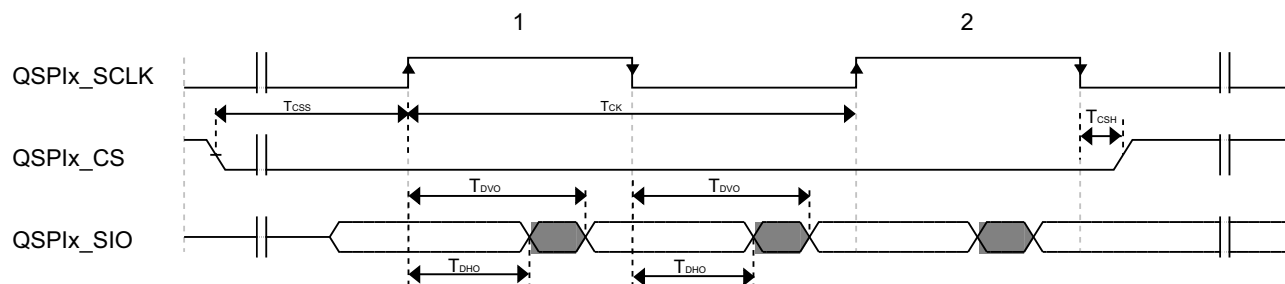 1 2
QSPIx_SCLK
TCSS TCK TCSH
QSPIx_CS
TDVO TDVO
QSPIx_SIO
TDHO TDHO